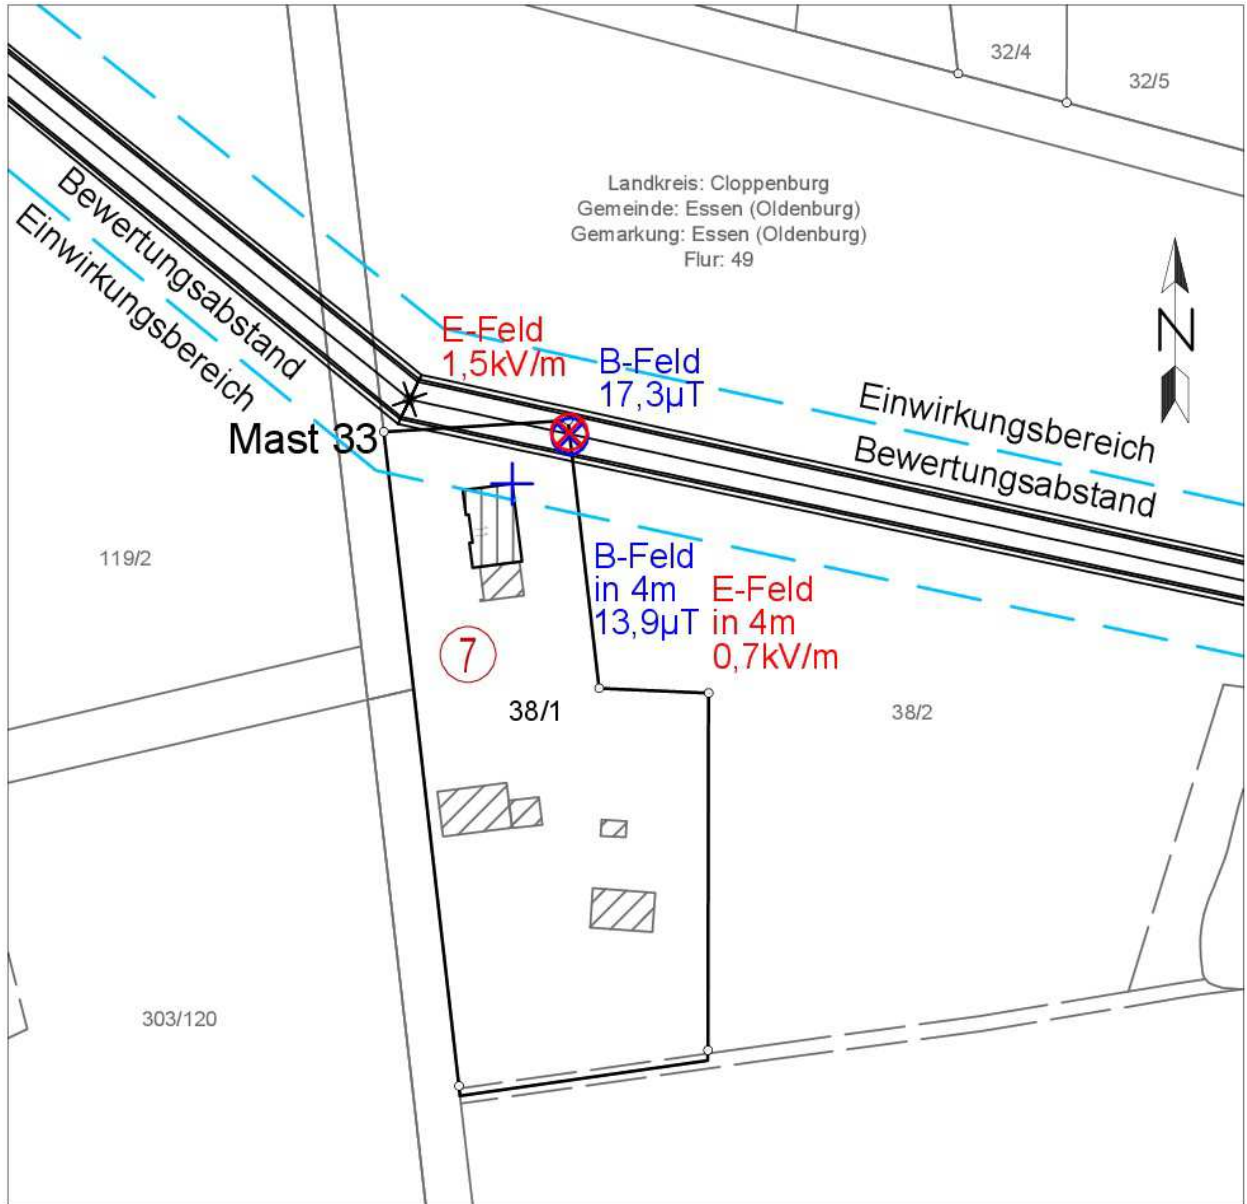 32/4
32/5
Landkreis: Cloppenburg
Gemeinde: Essen (Oldenburg)
Gemarkung: Essen (Oldenburg)
Flur: 49
Bewertungsabstand
Einwirkungsbereich
N
E-Feld
1,5kV/m
B-Feld
17,3µT
Einwirkungsbereich
Bewertungsabstand
Mast 33
119/2
B-Feld
in 4m
13,9µT
E-Feld
in 4m
0,7kV/m
7
38/1
38/2
303/120